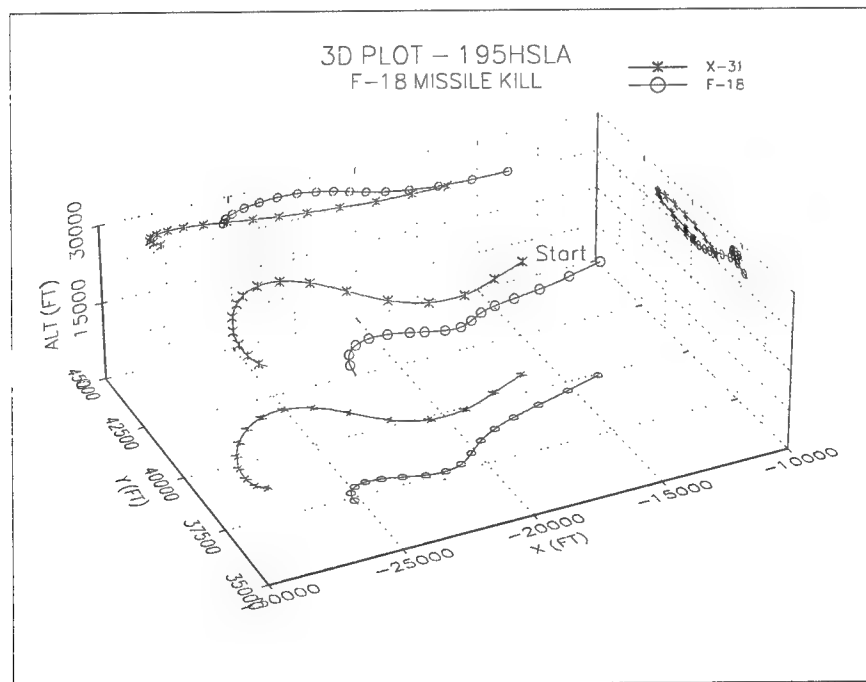 3D PLOT – 195HSLA
F-18 MISSILE KILL
X-31
F-18
Start
ALT (FT)
30000
15000
45000
42500
40000
37500
35000
Y (FT)
-25000
-20000
-15000
-10000
X (FT)